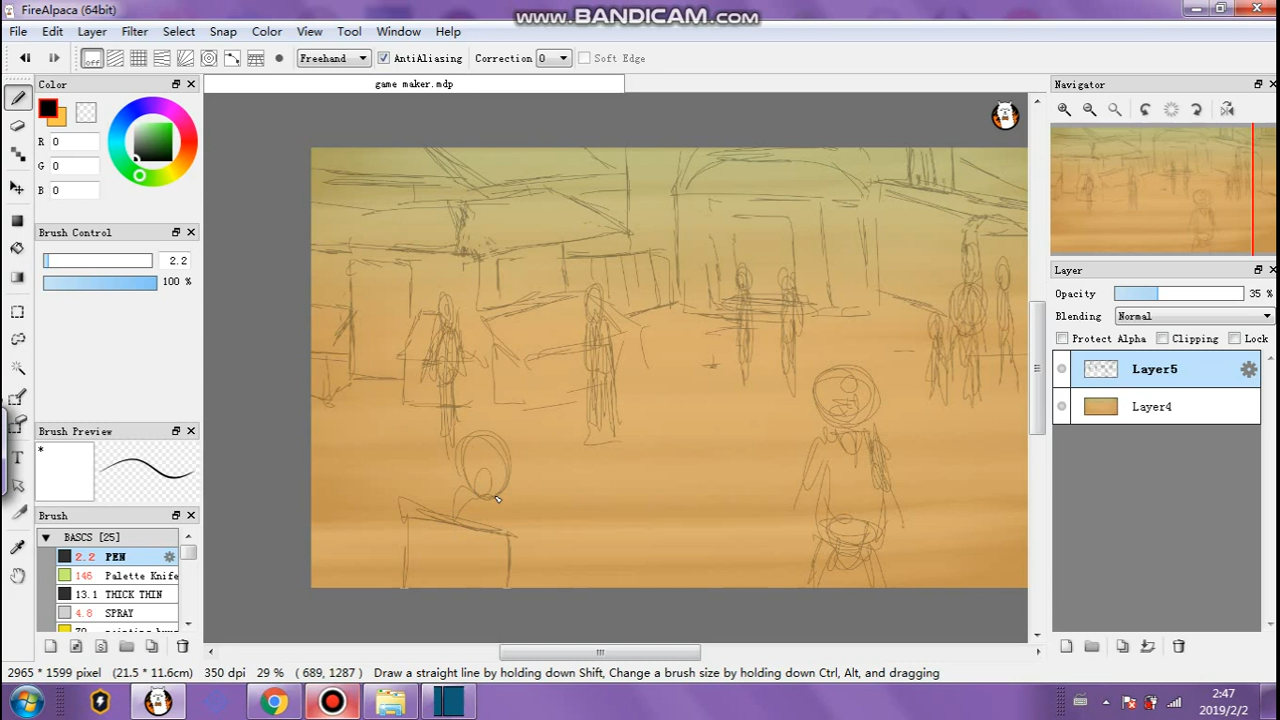 FireAlpaca (64bit)
www.BANDICAM.com
File Edit Layer Filter Select Snap Color View Tool Window Help
off Freehand AntiAliasing Correction 0 Soft Edge
Color
game maker.mdp
Navigator
R 0
G 0
B 0
Brush Control
2.2
100 %
Layer
Opacity 35 %
Blending Normal
Protect Alpha Clipping Lock
Layer5
Layer4
Brush Preview
*
T
Brush
BASCS [25]
2.2 PEN
146 Palette Knife
13.1 THICK THIN
4.8 SPRAY
2965 * 1599 pixel (21.5 * 11.6cm) 350 dpi 29 % ( 689, 1287) Draw a straight line by holding down Shift, Change a brush size by holding down Ctrl, Alt, and dragging
2:47
2019/2/2